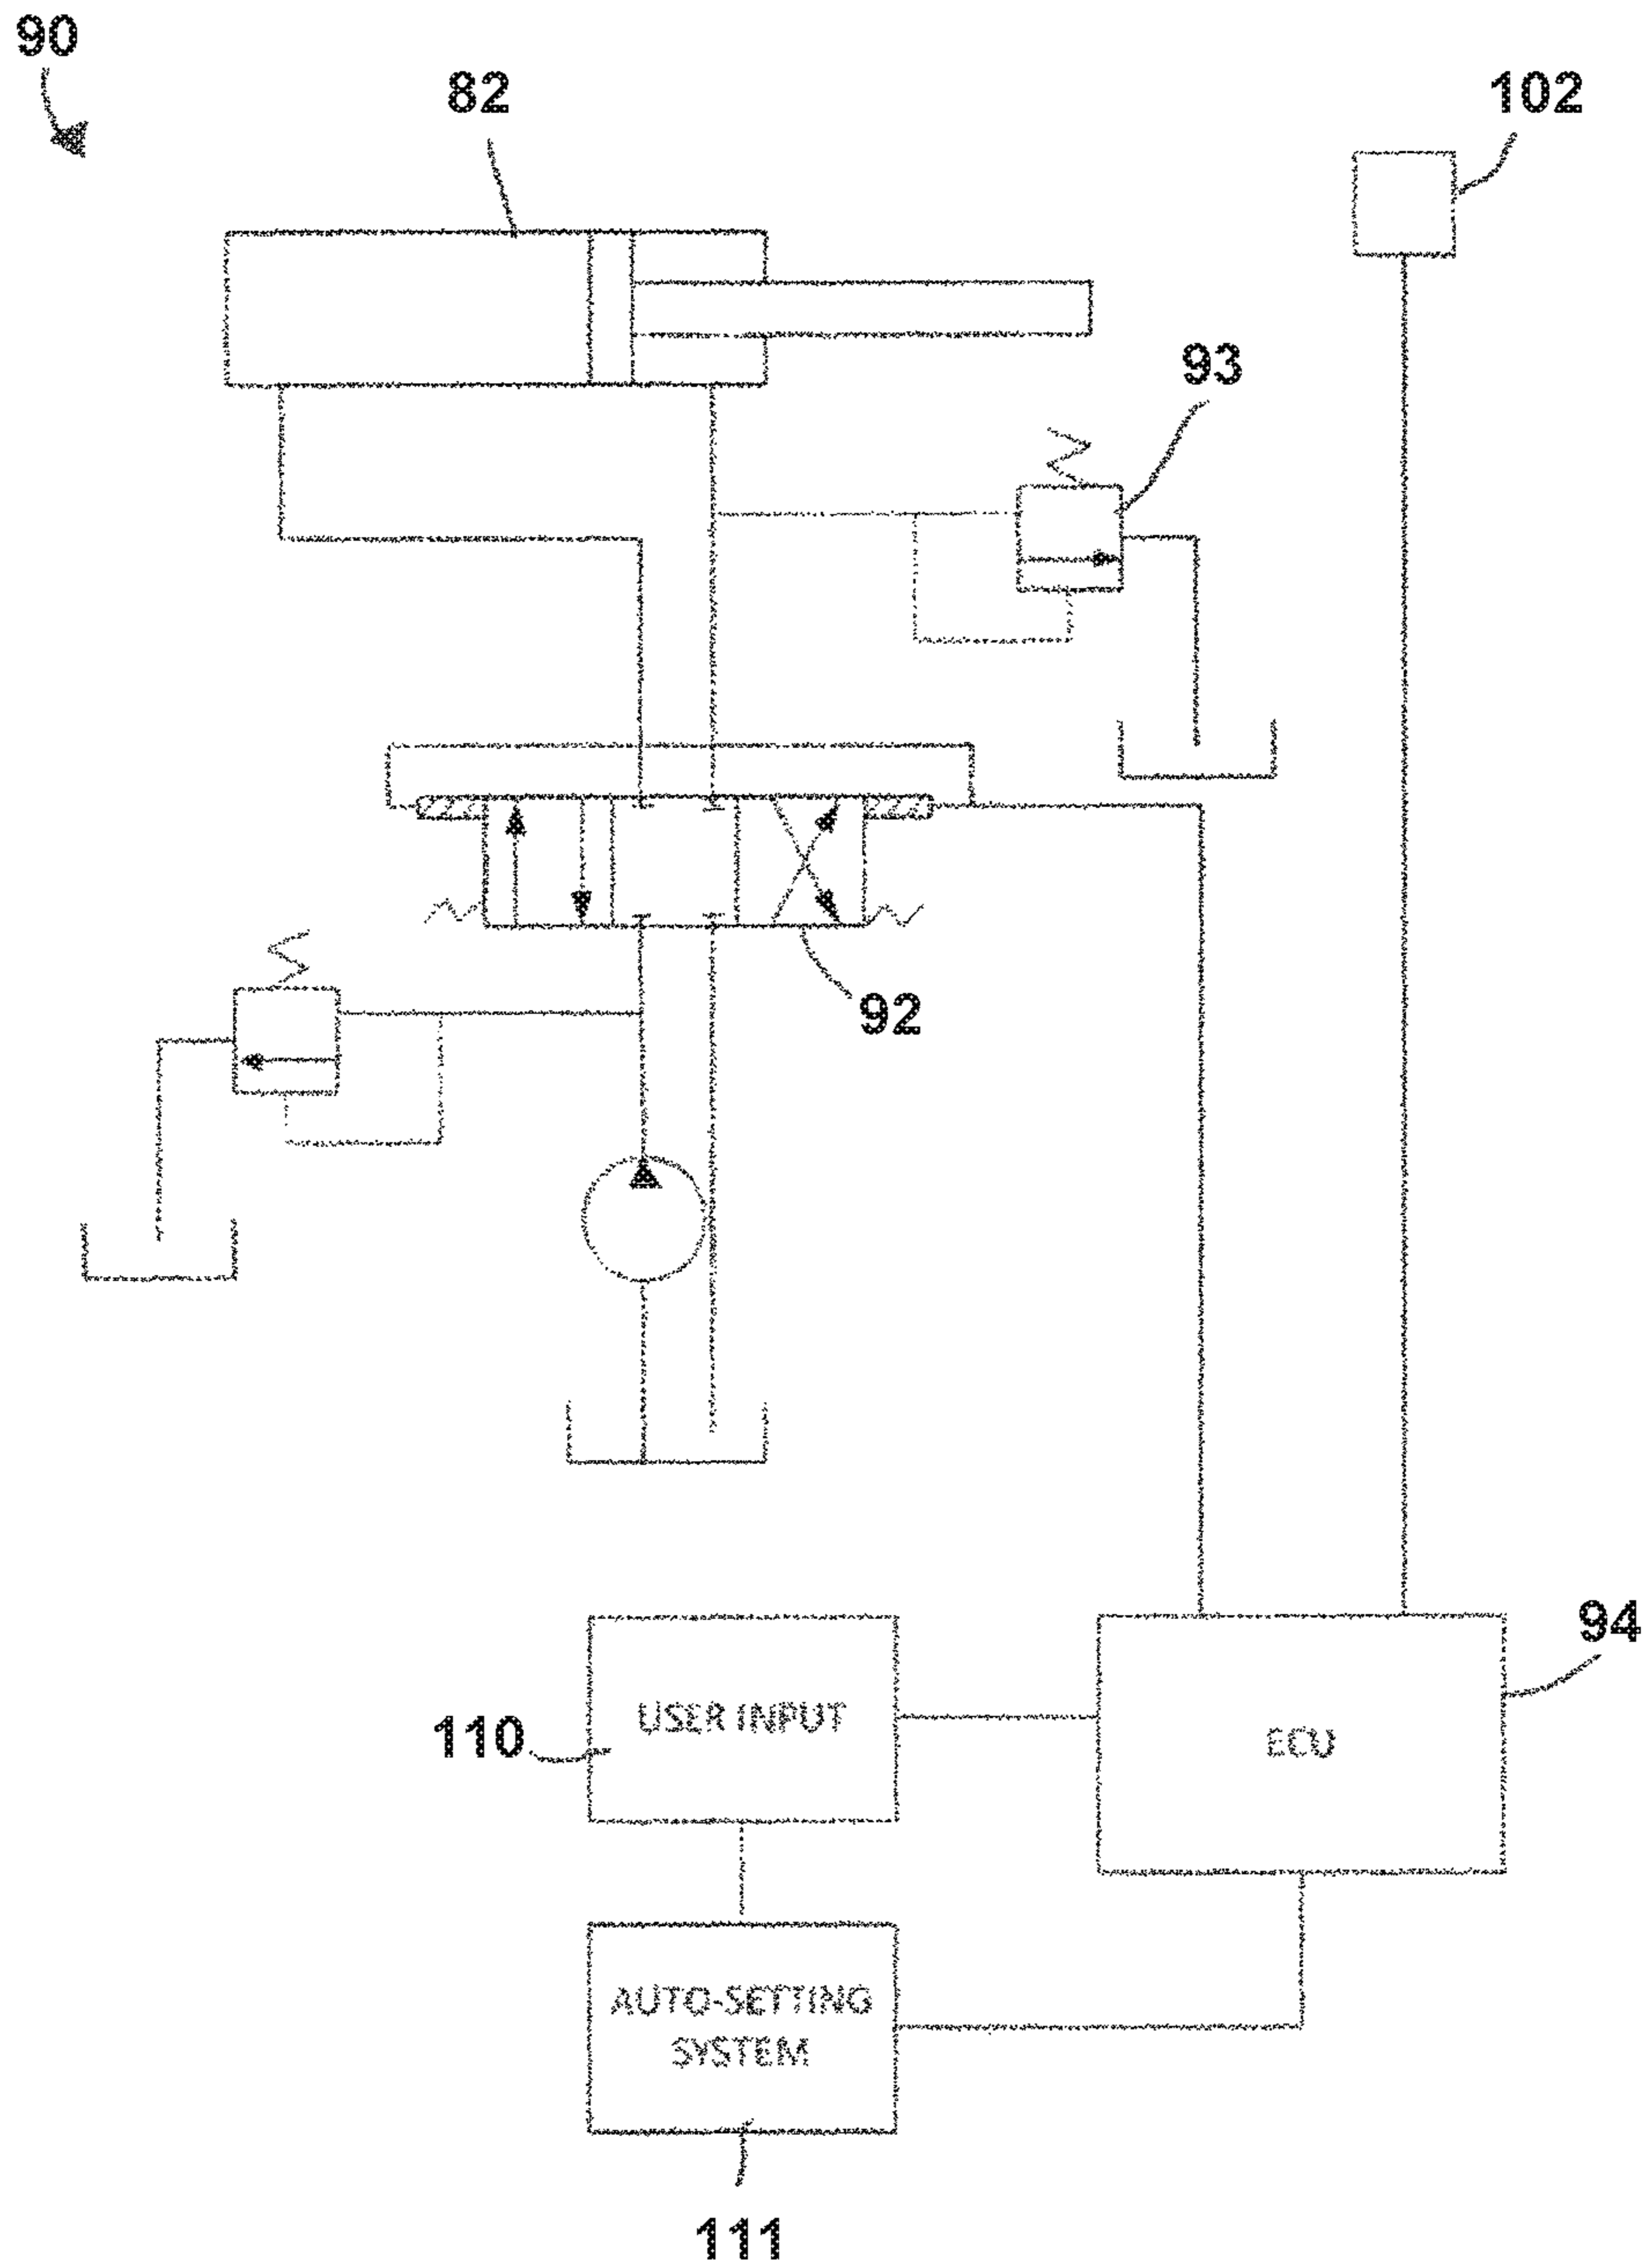 90
82
102
93
92
94
USER INPUT
110
ECU
AUTO-SETTING
SYSTEM
111